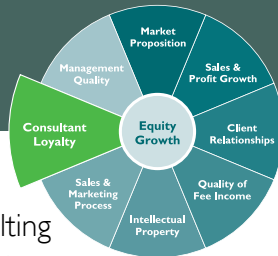 Market
Proposition
Sales &
Profit Growth
Client
Relationships
Quality of
Fee Income
Intellectual
Property
Sales &
Marketing
Process
Consultant
Loyalty
Management
Quality
Equity
Growth
lting